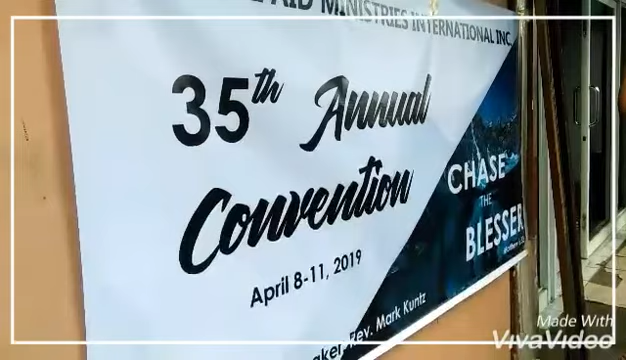 MINISTRIES INTERNATIONAL INC.
35th Annual
Convention
April 8-11, 2019
Rev. Mark Kuntz
CHASE
THE
BLESSER
Made With
VivaVideo